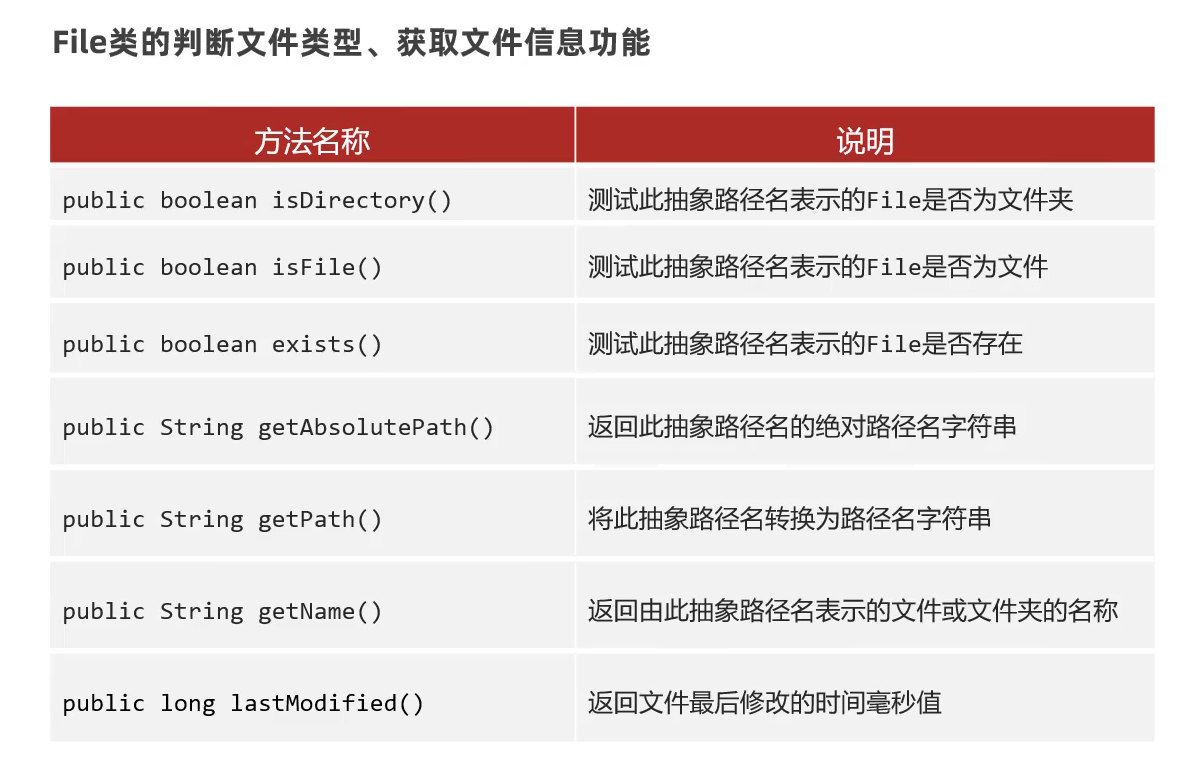 File类的判断文件类型、获取文件信息功能
方法名称 说明
public boolean isDirectory() 测试此抽象路径名表示的File是否为文件夹
public boolean isFile() 测试此抽象路径名表示的File是否为文件
public boolean exists() 测试此抽象路径名表示的File是否存在
public String getAbsolutePath() 返回此抽象路径名的绝对路径名字符串
public String getPath() 将此抽象路径名转换为路径名字符串
public String getName() 返回由此抽象路径名表示的文件或文件夹的名称
public long lastModified() 返回文件最后修改的时间毫秒值